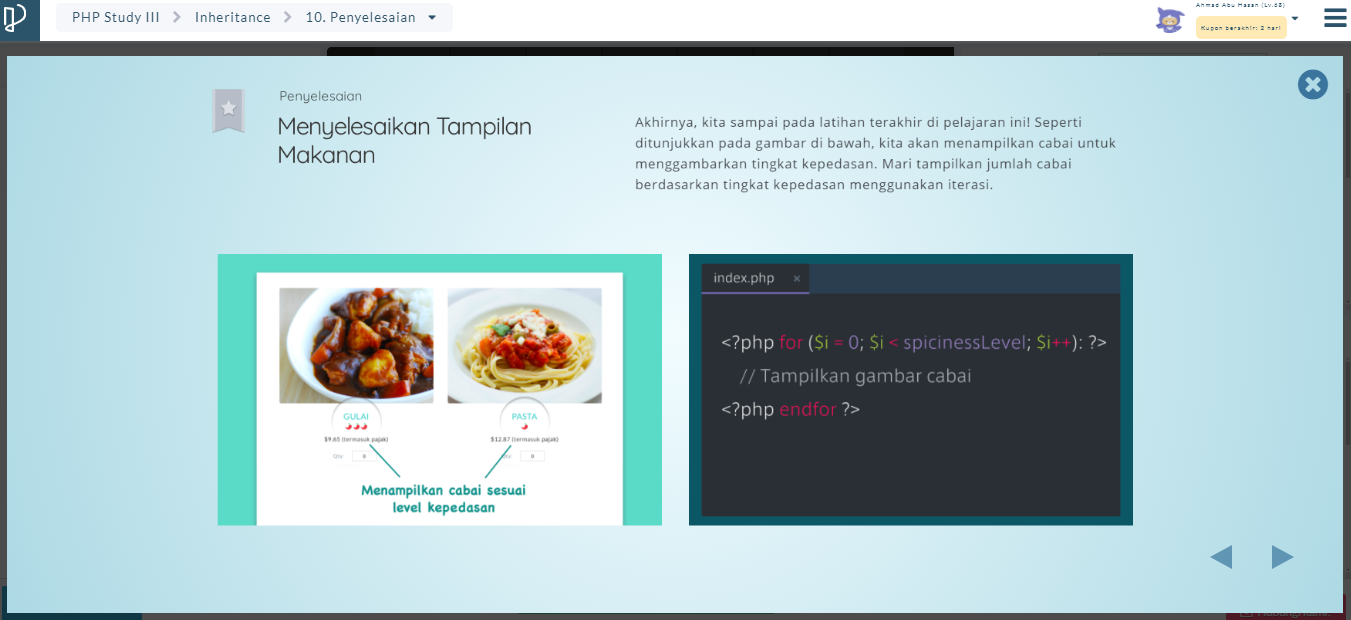 PHP Study III
Inheritance
10. Penyelesaian
Ahmad Abu Hasan (Lv.68)
Kupon berakhir: 2 hari
Penyelesaian
Menyelesaikan Tampilan
Makanan
Akhirnya, kita sampai pada latihan terakhir di pelajaran ini! Seperti
ditunjukkan pada gambar di bawah, kita akan menampilkan cabai untuk
menggambarkan tingkat kepedasan. Mari tampilkan jumlah cabai
berdasarkan tingkat kepedasan menggunakan iterasi.
GULAI
$9.65 (termasuk pajak)
Qty: 0
PASTA
$12.87 (termasuk pajak)
0
Menampilkan cabai sesuai
level kepedasan
index.php ×
<?php for ($i = 0; $i < spicinessLevel; $i++): ?>
// Tampilkan gambar cabai
<?php endfor ?>